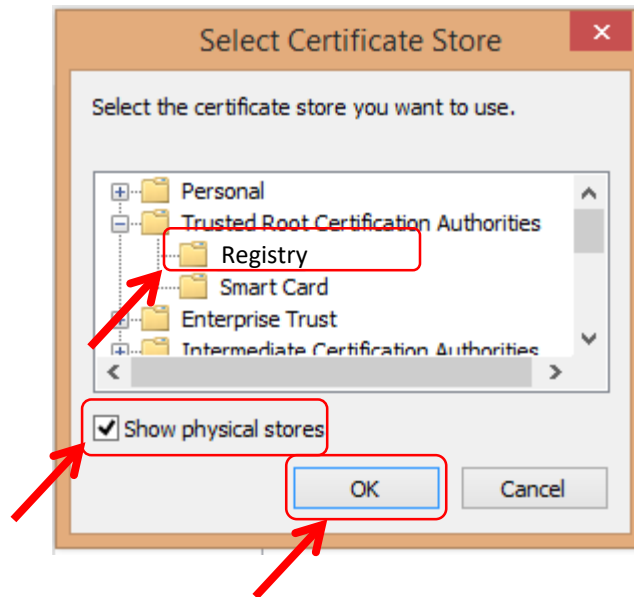 Select Certificate Store
Select the certificate store you want to use.
Personal
Trusted Root Certification Authorities
Registry
Smart Card
Enterprise Trust
Intermediate Certification Authorities
Show physical stores
OK Cancel